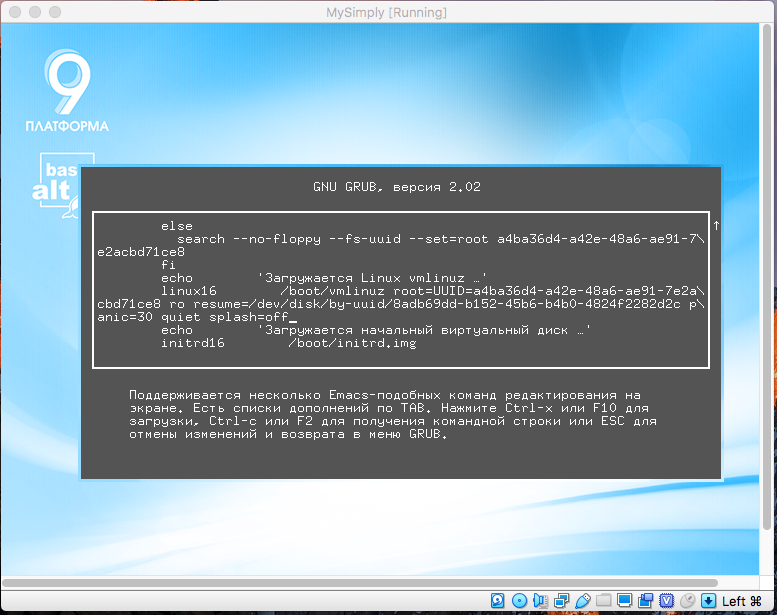 MySimply [Running]
9
ПЛАТФОРМА
bas
alt
GNU GRUB, версия 2.02
else
search --no-floppy --fs-uuid --set=root a4ba36d4-a42e-48a6-ae91-7\
e2acbd71ce8
fi
echo 'Загружается Linux vmlinuz …'
linux16 /boot/vmlinuz root=UUID=a4ba36d4-a42e-48a6-ae91-7e2a\
cbd71ce8 ro resume=/dev/disk/by-uuid/8adb69dd-b152-45b6-b4b0-4824f2282d2c p\
anic=30 quiet splash=off_
echo 'Загружается начальный виртуальный диск …'
initrd16 /boot/initrd.img
Поддерживается несколько Emacs-подобных команд редактирования на
экране. Есть списки дополнений по TAB. Нажмите Ctrl-x или F10 для
загрузки, Ctrl-c или F2 для получения командной строки или ESC для
отмены изменений и возврата в меню GRUB.
Left ⌘